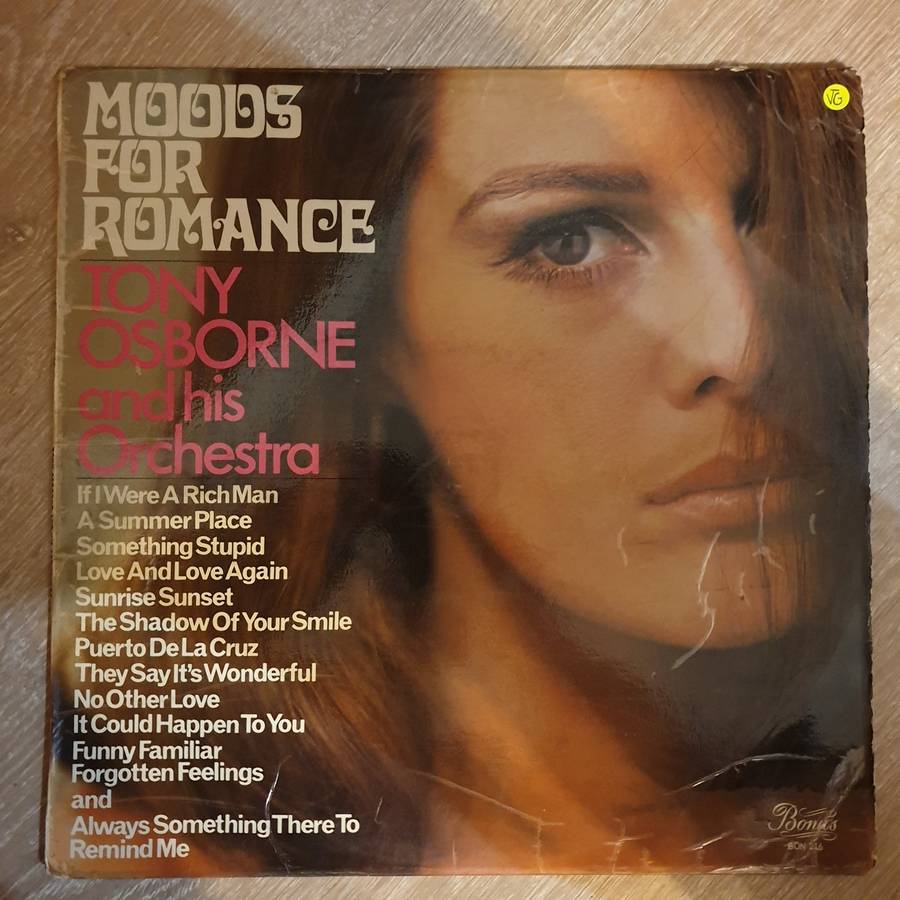 MOODS
FOR
ROMANCE
TONY
OSBORNE
and his
Orchestra
If I Were A Rich Man
A Summer Place
Something Stupid
Love And Love Again
Sunrise Sunset
The Shadow Of Your Smile
Puerto De La Cruz
They Say It's Wonderful
No Other Love
It Could Happen To You
Funny Familiar
Forgotten Feelings
and
Always Something There To
Remind Me
VG
Bonus
BON 216